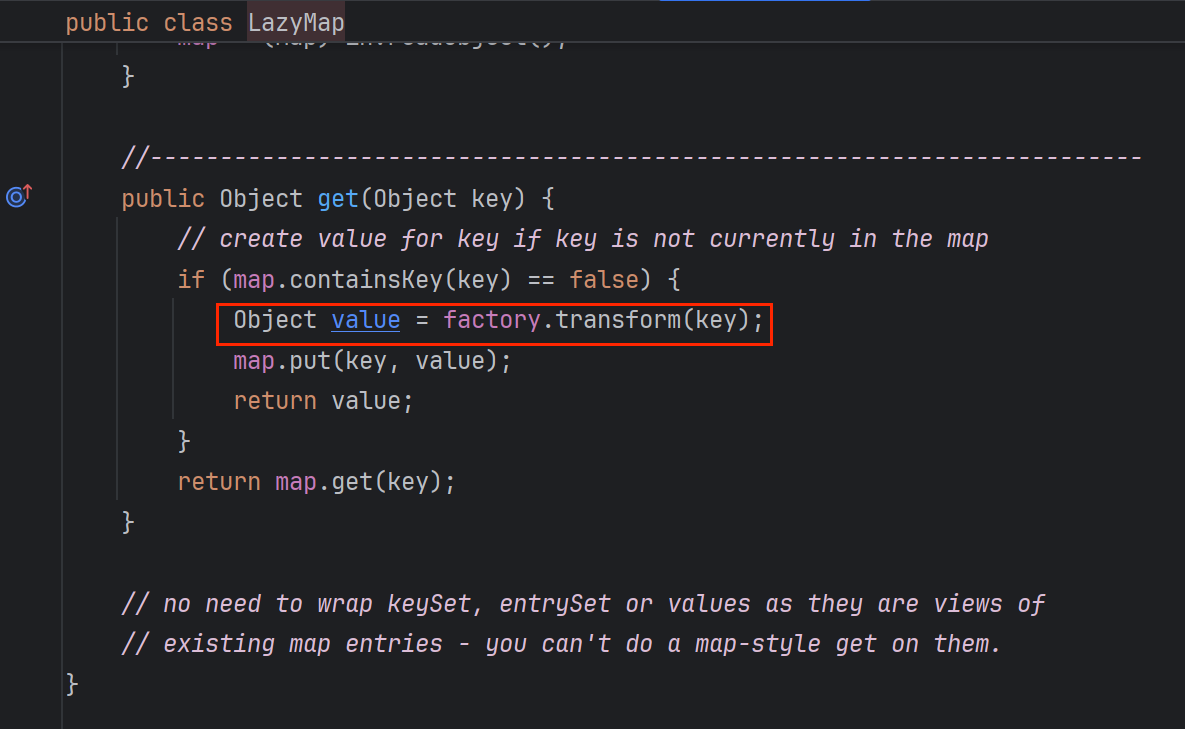 public class LazyMap
}
//-----------------------------------------------------------------------
public Object get(Object key) {
// create value for key if key is not currently in the map
if (map.containsKey(key) == false) {
Object value = factory.transform(key);
map.put(key, value);
return value;
}
return map.get(key);
}
// no need to wrap keySet, entrySet or values as they are views of
// existing map entries - you can't do a map-style get on them.
}